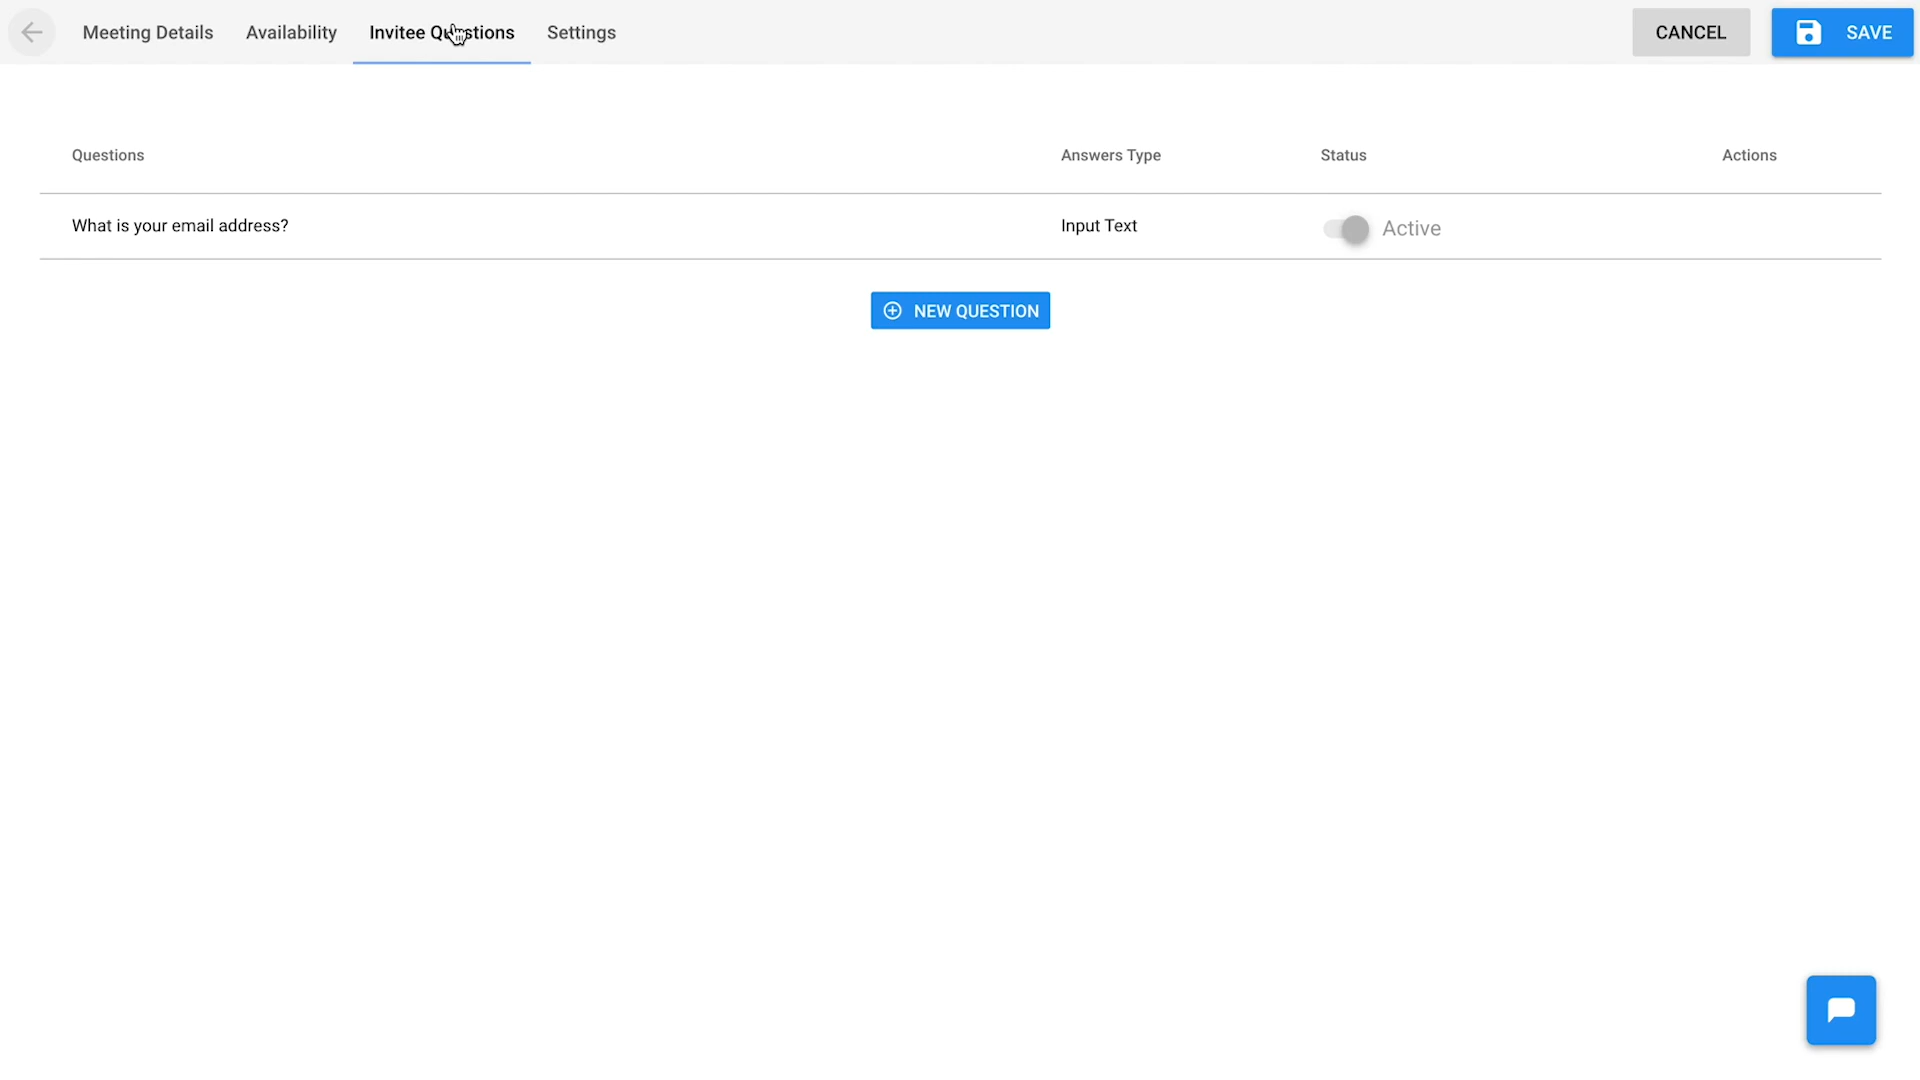 Meeting Details Availability Invitee Questions Settings CANCEL SAVE
Questions Answers Type Status Actions
What is your email address? Input Text Active
NEW QUESTION